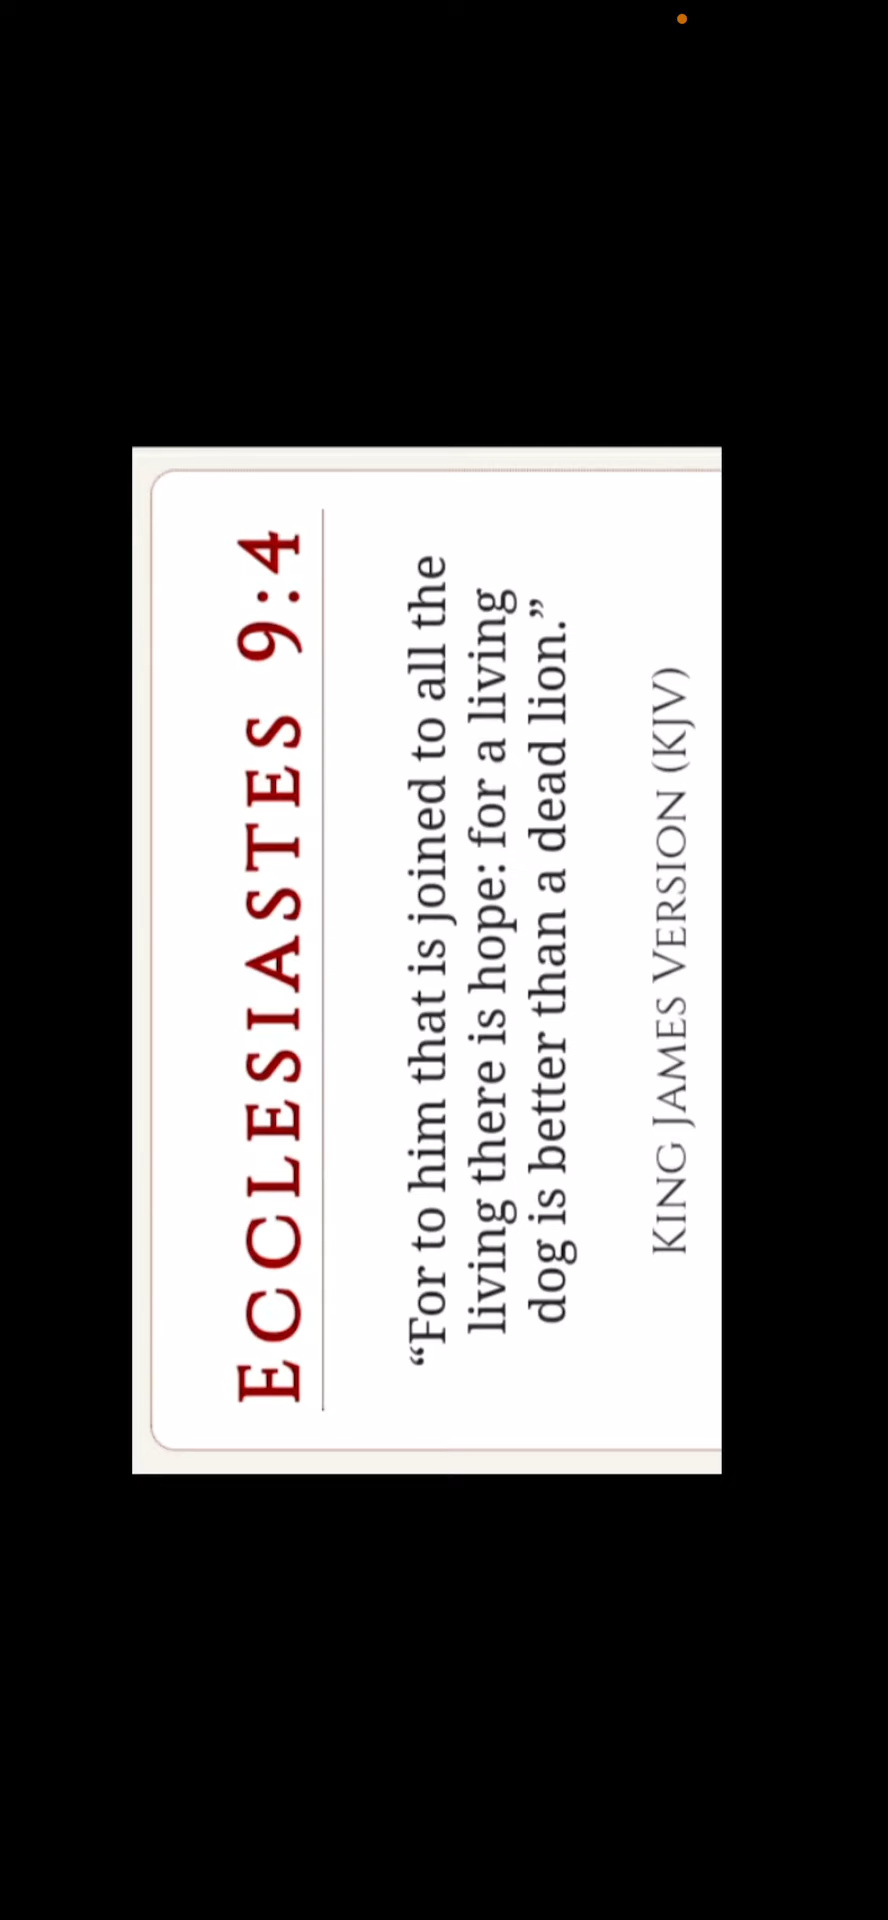 ECCLESIASTES 9:4
“For to him that is joined to all the
living there is hope: for a living
dog is better than a dead lion.”
KING JAMES VERSION (KJV)